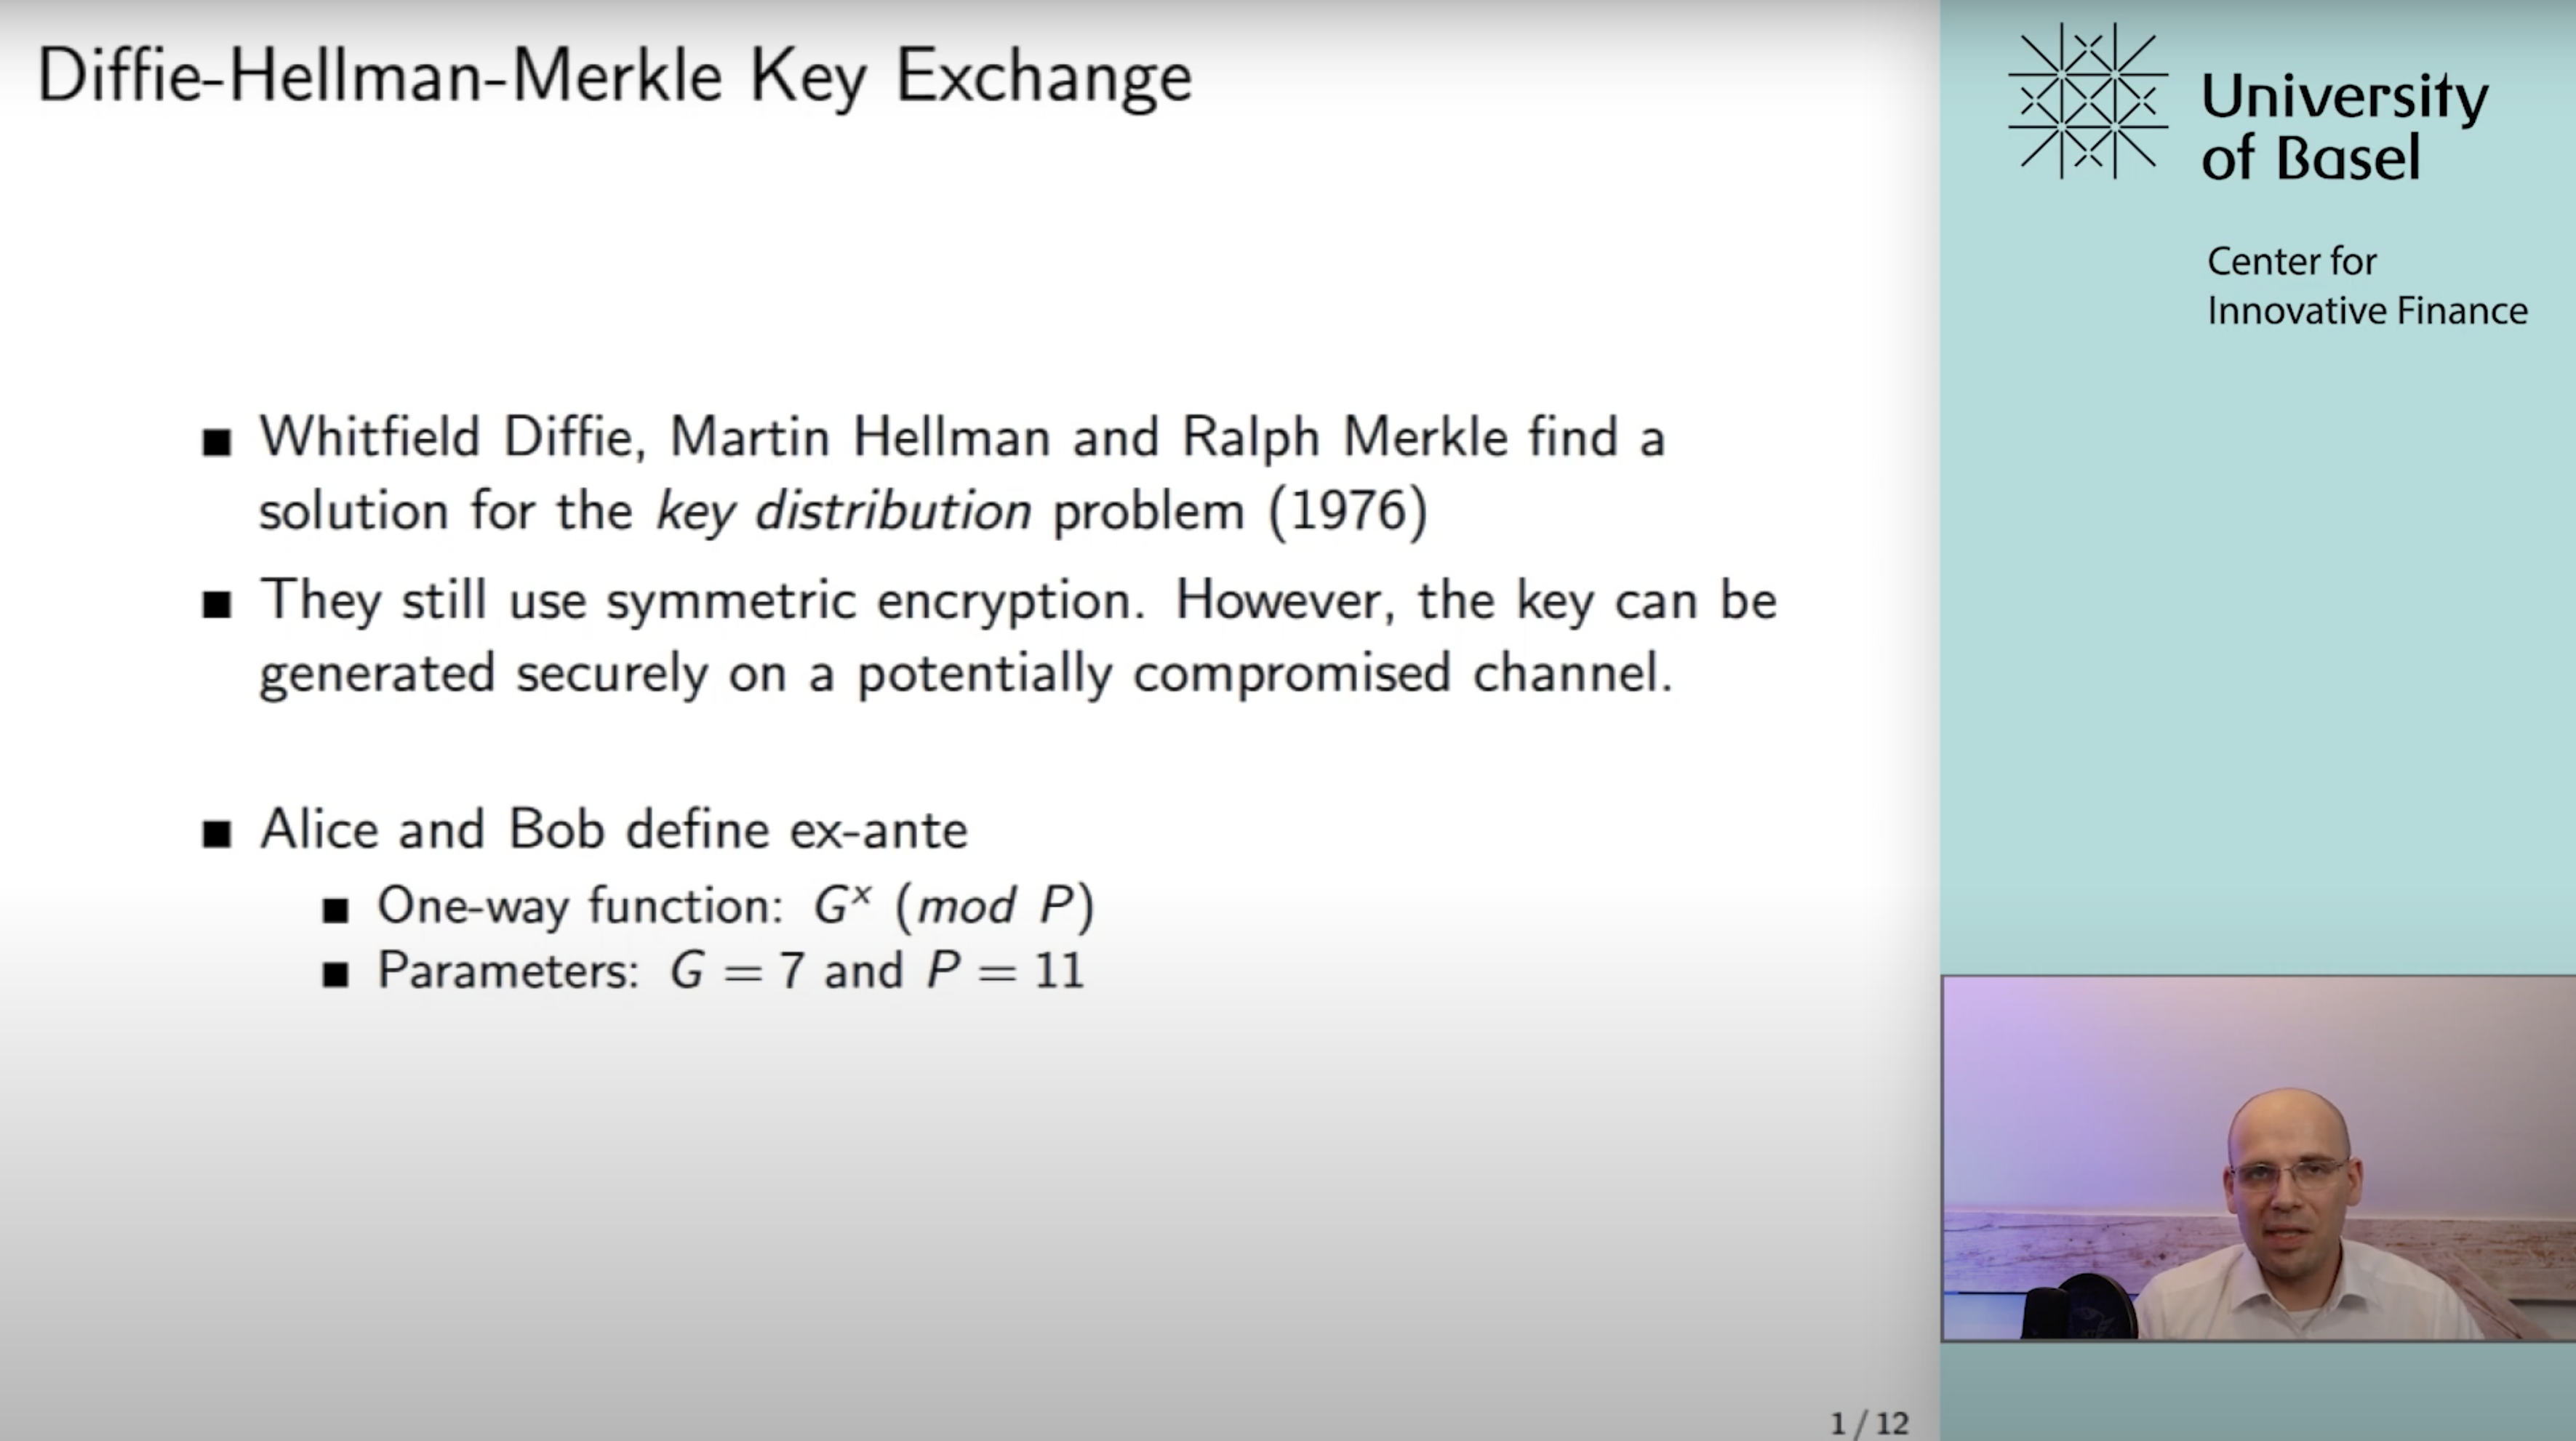 Diffie-Hellman-Merkle Key Exchange
■ Whitfield Diffie, Martin Hellman and Ralph Merkle find a
solution for the key distribution problem (1976)
■ They still use symmetric encryption. However, the key can be
generated securely on a potentially compromised channel.
■ Alice and Bob define ex-ante
■ One-way function: Gˣ (mod P)
■ Parameters: G = 7 and P = 11
1 / 12
University
of Basel
Center for
Innovative Finance